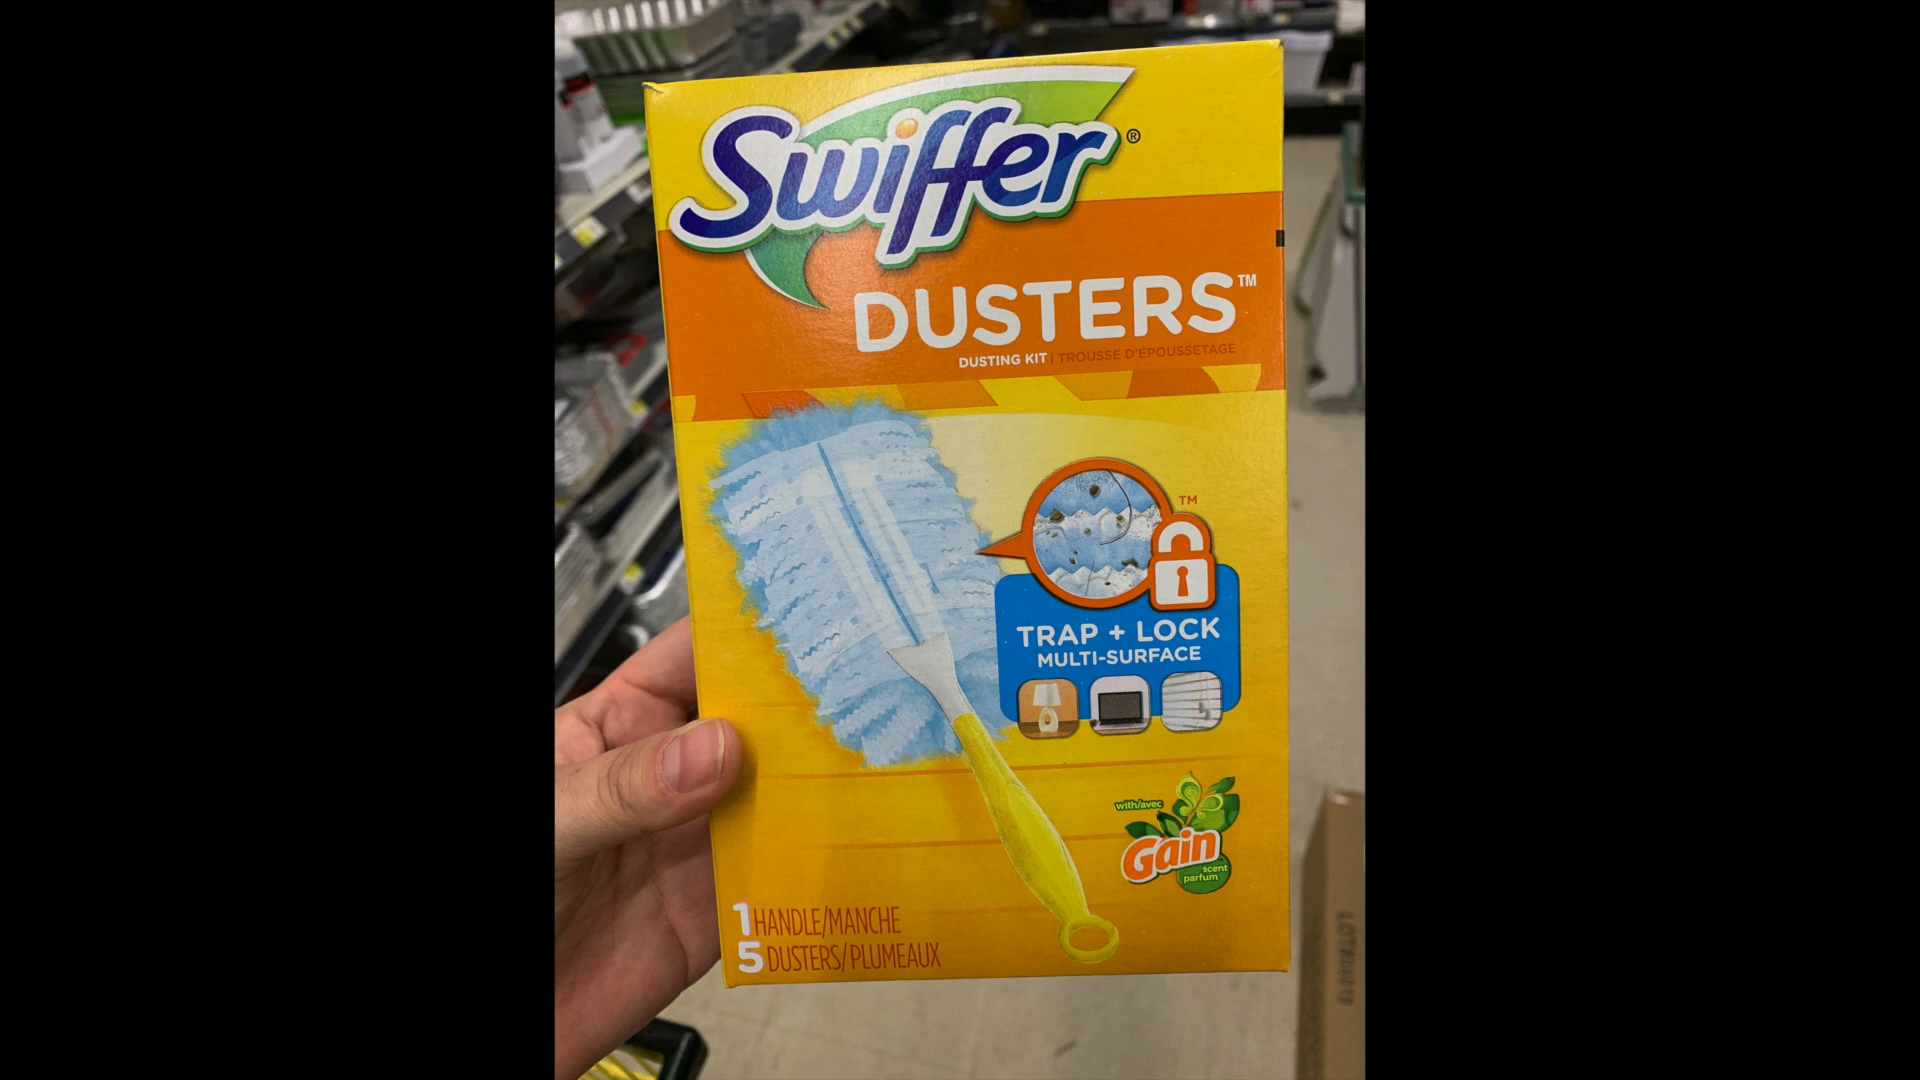 Swiffer®
DUSTERS™
DUSTING KIT | TROUSSE D'ÉPOUSSETAGE
™
TRAP + LOCK
MULTI-SURFACE
with/avec
Gain
scent
parfum
1 HANDLE/MANCHE
5 DUSTERS/PLUMEAUX